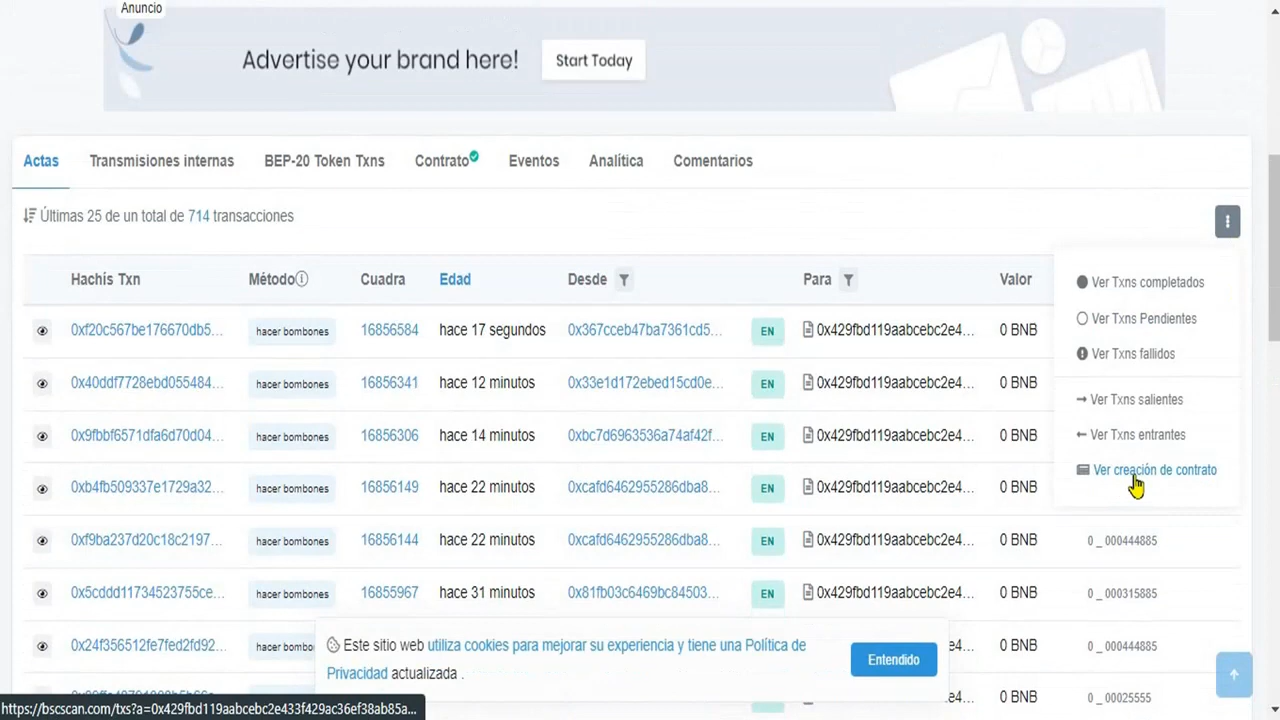 Anuncio
Advertise your brand here! Start Today
Actas Transmisiones internas BEP-20 Token Txns Contrato Eventos Analítica Comentarios
Últimas 25 de un total de 714 transacciones
Hachís Txn Método Cuadra Edad Desde Para Valor
Ver Txns completados
Ver Txns Pendientes
0xf20c567be176670db5... hacer bombones 16856584 hace 17 segundos 0x367cceb47ba7361cd5... EN 0x429fbd119aabcebc2e4... 0 BNB
Ver Txns fallidos
0x40ddf7728ebd055484... hacer bombones 16856341 hace 12 minutos 0x33e1d172ebed15cd0e... EN 0x429fbd119aabcebc2e4... 0 BNB
Ver Txns salientes
0x9fbbf6571dfa6d70d04... hacer bombones 16856306 hace 14 minutos 0xbc7d6963536a74af42f... EN 0x429fbd119aabcebc2e4... 0 BNB
Ver Txns entrantes
Ver creación de contrato
0xb4fb509337e1729a32... hacer bombones 16856149 hace 22 minutos 0xcafd6462955286dba8... EN 0x429fbd119aabcebc2e4... 0 BNB
0xf9ba237d20c18c2197... hacer bombones 16856144 hace 22 minutos 0xcafd6462955286dba8... EN 0x429fbd119aabcebc2e4... 0 BNB 0_000444885
0x5cddd11734523755ce... hacer bombones 16855967 hace 31 minutos 0x81fb03c6469bc84503... EN 0x429fbd119aabcebc2e4... 0 BNB 0_000315885
0x24f356512fe7fed2fd92... hacer bombo 0_000444885
Este sitio web utiliza cookies para mejorar su experiencia y tiene una Política de
Privacidad actualizada .
Entendido
0_00025555
https://bscscan.com/txs?a=0x429fbd119aabcebc2e433f429ac36ef38ab85a...